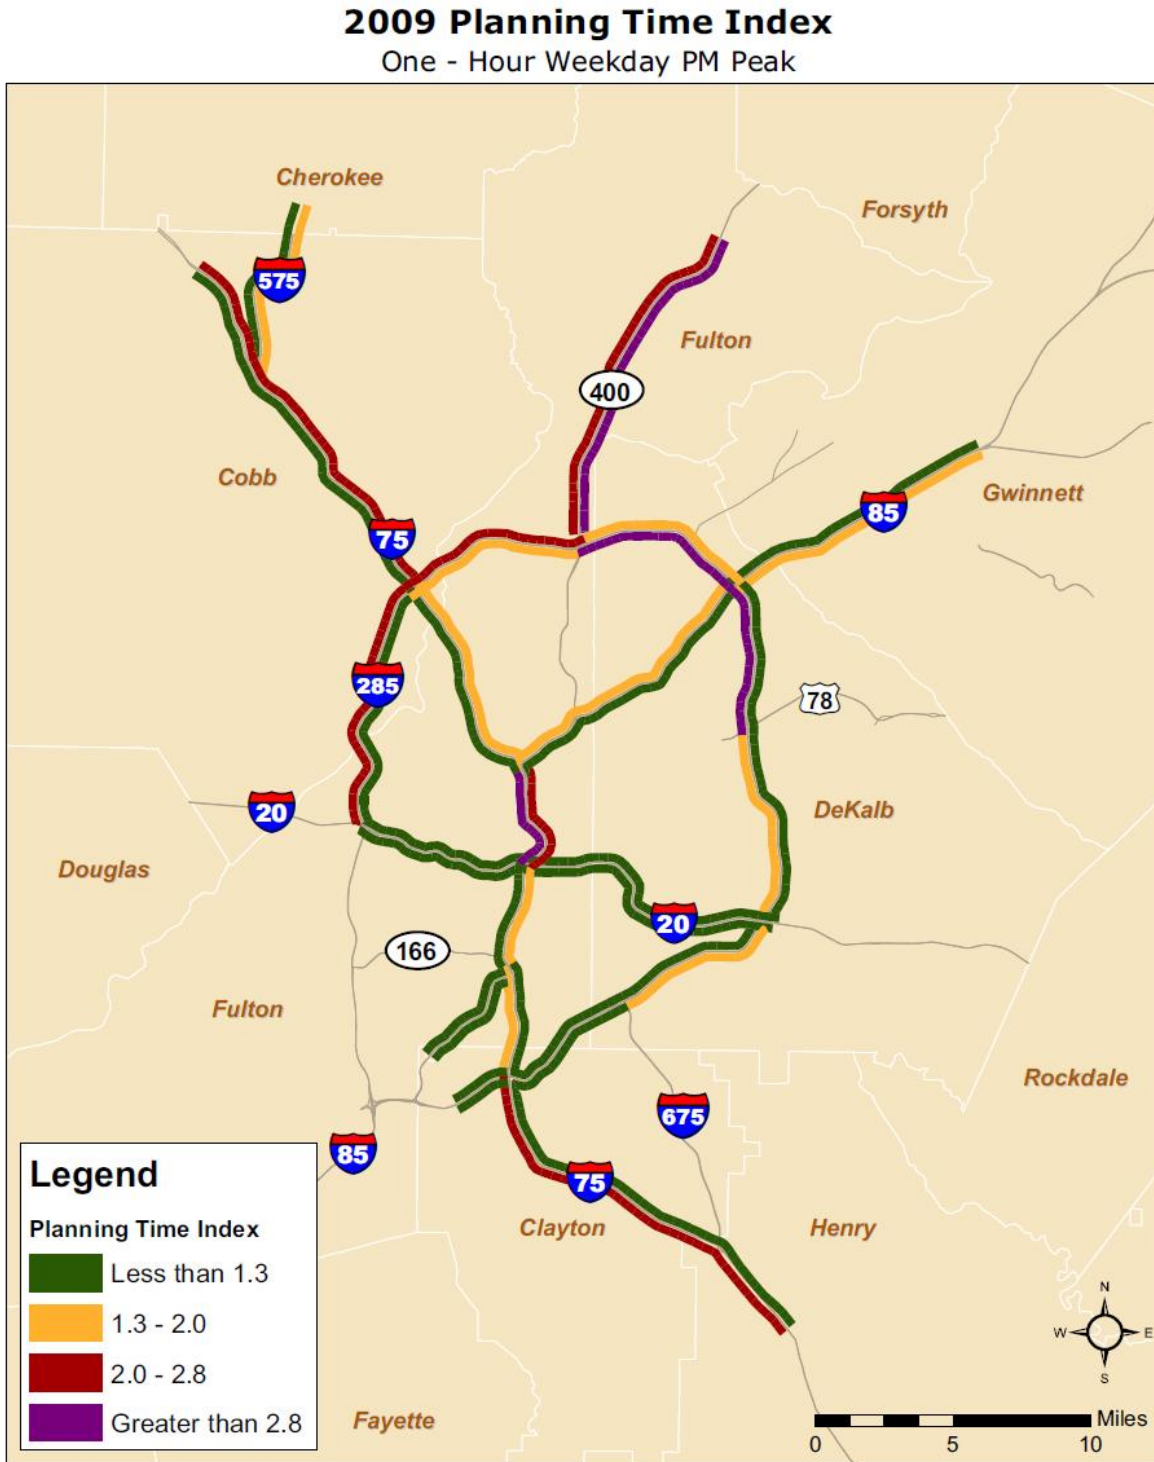 2009 Planning Time Index
One - Hour Weekday PM Peak
Cherokee
Forsyth
575
Fulton
400
Cobb
Gwinnett
85
75
285
78
20
DeKalb
Douglas
20
166
Fulton
Rockdale
675
85
75
Clayton
Henry
Fayette
Legend
Planning Time Index
Less than 1.3
1.3 - 2.0
2.0 - 2.8
Greater than 2.8
N
W E
S
Miles
0 5 10